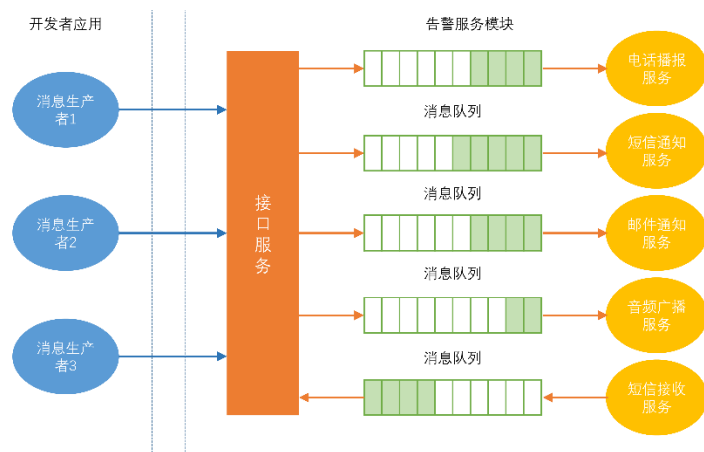 开发者应用
告警服务模块
消息生产
者1
消息生产
者2
消息生产
者3
接
口
服
务
消息队列
消息队列
消息队列
消息队列
电话播报
服务
短信通知
服务
邮件通知
服务
音频广播
服务
短信接收
服务